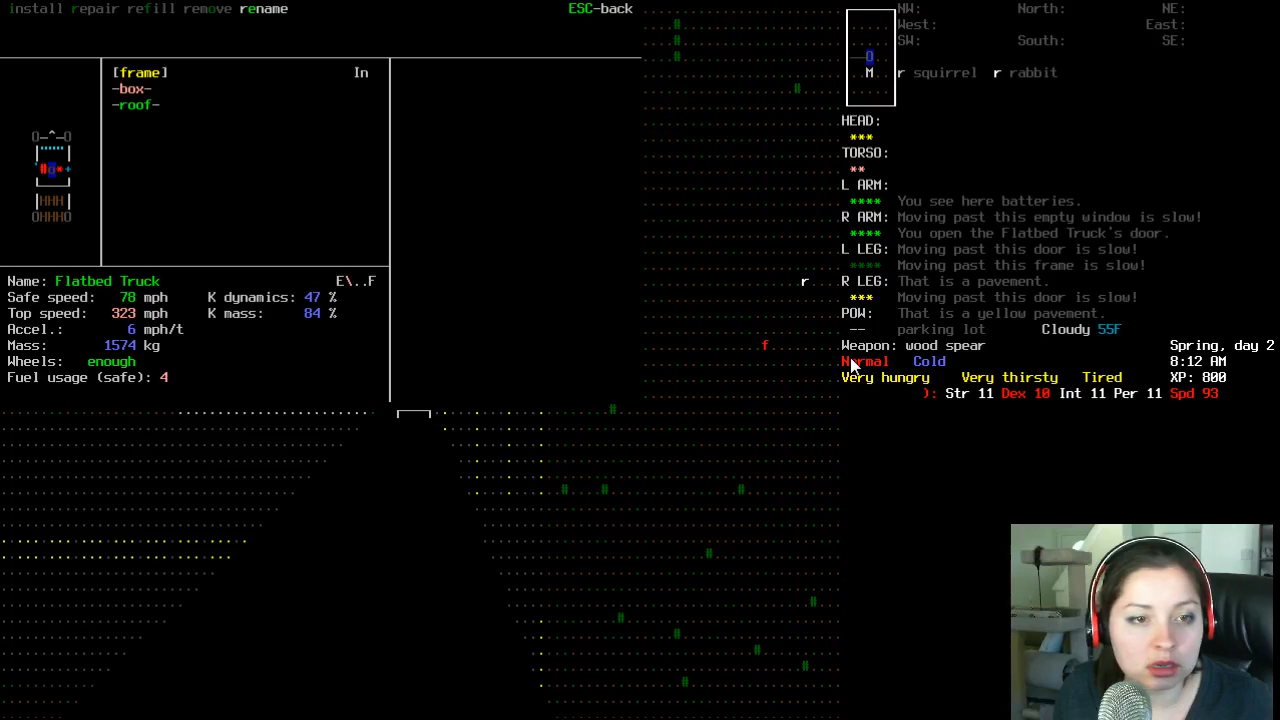 install repair refill remove rename ESC-back
[frame] In
-box-
-roof-
Name: Flatbed Truck E\..F
Safe speed: 78 mph K dynamics: 47 %
Top speed: 323 mph K mass: 84 %
Accel.: 6 mph/t
Mass: 1574 kg
Wheels: enough
Fuel usage (safe): 4
NW: North: NE:
West: East:
SW: South: SE:
r squirrel r rabbit
HEAD:
***
TORSO:
**
L ARM:
**** You see here batteries.
R ARM: Moving past this empty window is slow!
**** You open the Flatbed Truck's door.
L LEG: Moving past this door is slow!
**** Moving past this frame is slow!
R LEG: That is a pavement.
*** Moving past this door is slow!
POW: That is a yellow pavement.
-- parking lot Cloudy 55F
Weapon: wood spear Spring, day 2
Normal Cold 8:12 AM
Very hungry Very thirsty Tired XP: 800
): Str 11 Dex 10 Int 11 Per 11 Spd 93